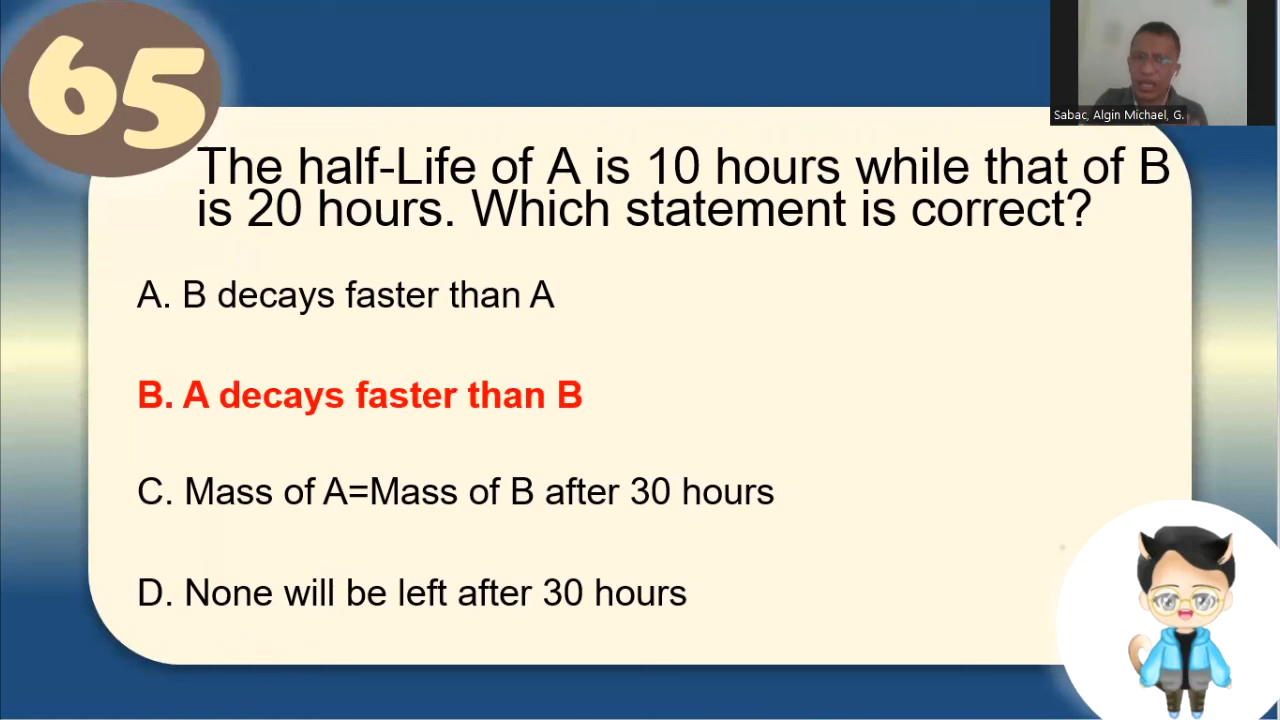 65
Sabac, Algin Michael, G.
The half-Life of A is 10 hours while that of B
is 20 hours. Which statement is correct?
A. B decays faster than A
B. A decays faster than B
C. Mass of A=Mass of B after 30 hours
D. None will be left after 30 hours